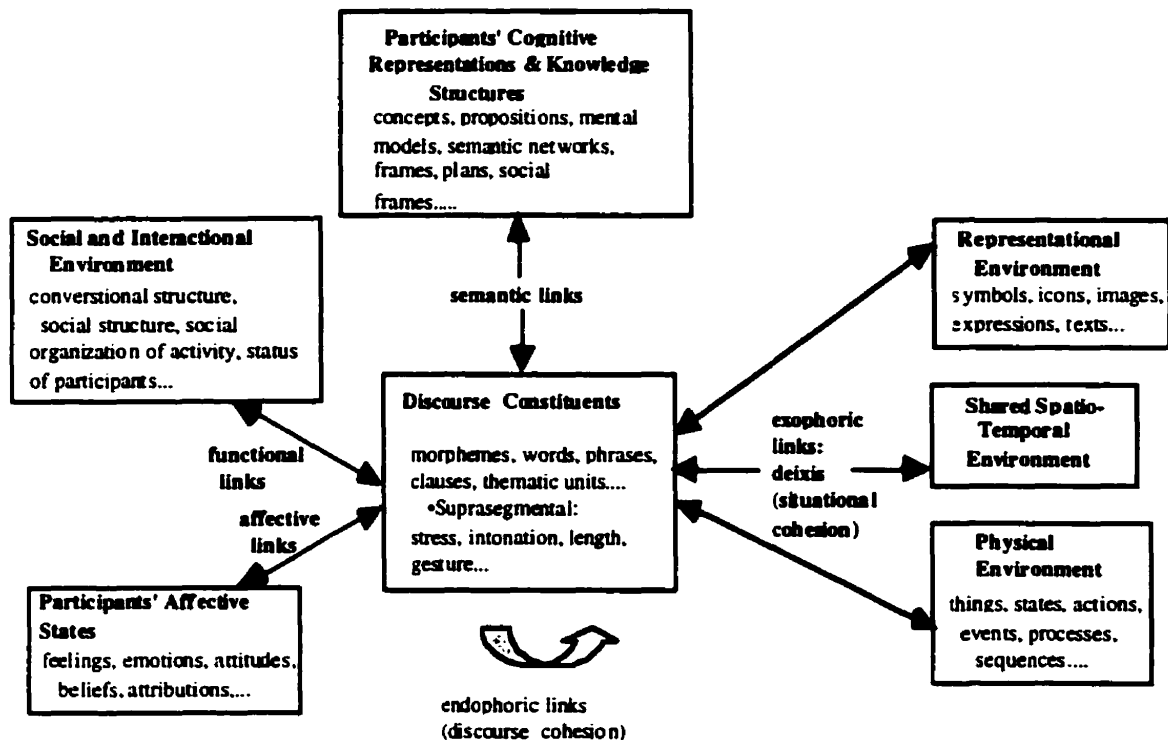 Participants' Cognitive
Representations & Knowledge
Structures
concepts, propositions, mental
models, semantic networks,
frames, plans, social
frames.....
Social and Interactional
Environment
converstional structure,
social structure, social
organization of activity, status
of participants...
semantic links
Representational
Environment
symbols, icons, images,
expressions, texts...
Discourse Constituents
morphemes, words, phrases,
clauses, thematic units....
•Suprasegmental:
stress, intonation, length,
gesture...
functional
links
affective
links
exophoric
links:
deixis
(situational
cohesion)
Shared Spatio-
Temporal
Environment
Physical
Environment
things, states, actions,
events, processes,
sequences....
Participants' Affective
States
feelings, emotions, attitudes,
beliefs, attributions,...
endophoric links
(discourse cohesion)